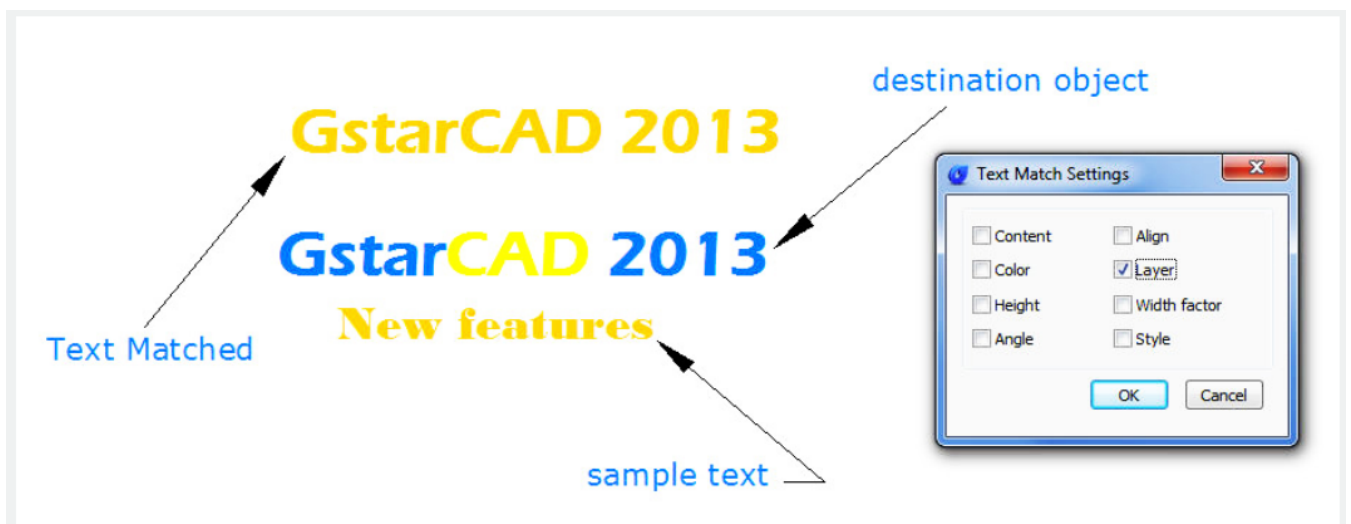 destination object
GstarCAD 2013
Text Match Settings
Content
Align
GstarCAD 2013
Color
Layer
New features
Height
Width factor
Text Matched
Angle
Style
OK
Cancel
sample text